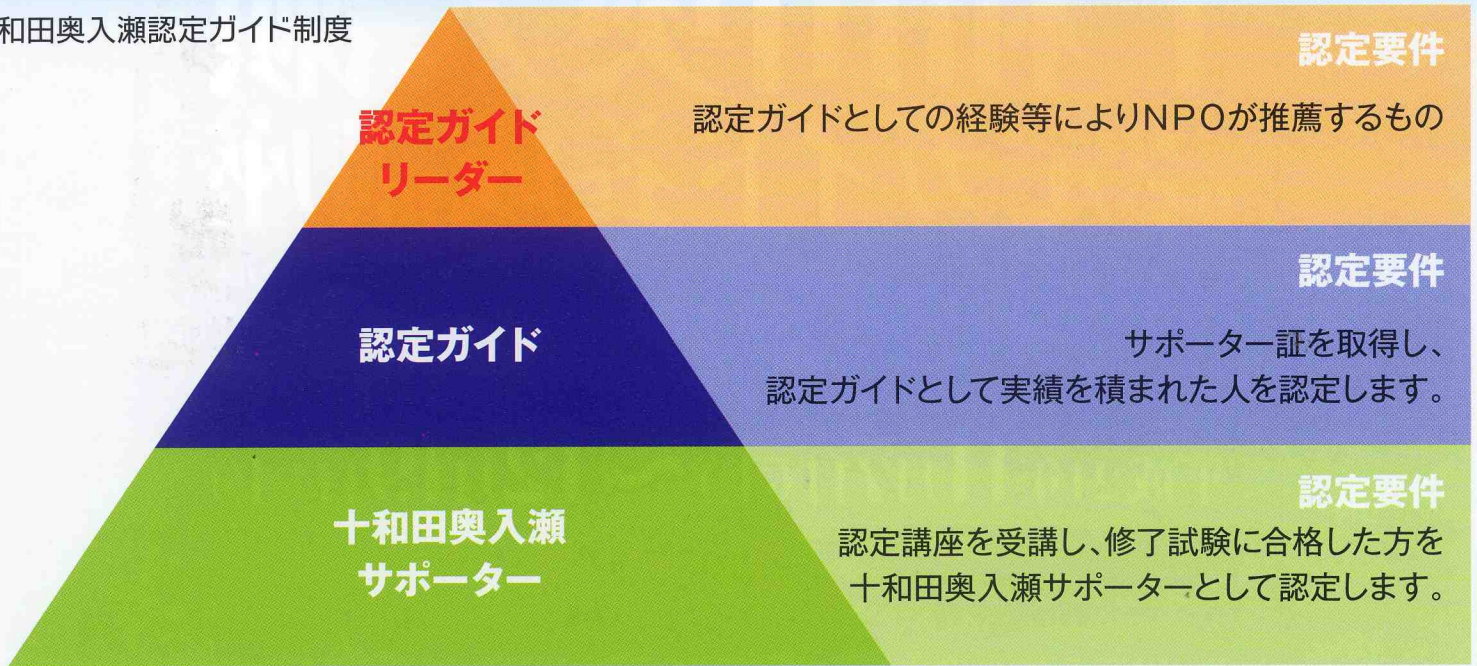 和田奥入瀬認定ガイド制度
認定ガイド
リーダー
認定要件
認定ガイドとしての経験等によりNPOが推薦するもの
認定ガイド
認定要件
サポーター証を取得し、
認定ガイドとして実績を積まれた人を認定します。
十和田奥入瀬
サポーター
認定要件
認定講座を受講し、修了試験に合格した方を
十和田奥入瀬サポーターとして認定します。